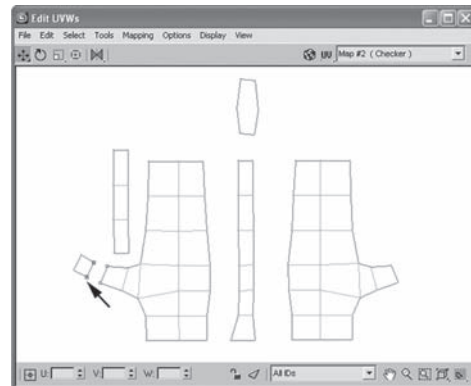 Edit UVWs
File Edit Select Tools Mapping Options Display View
UV Map #2 ( Checker )
U: V: W: All IDs